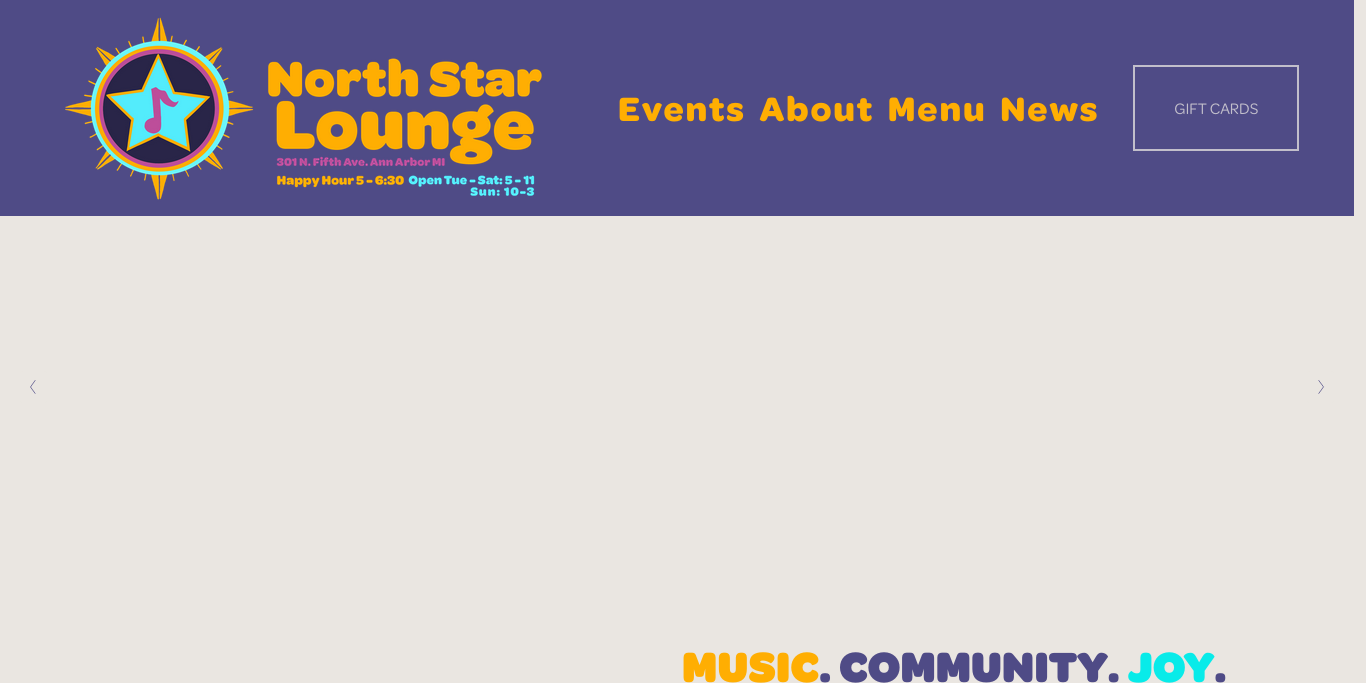 North Star
Lounge
301 N. Fifth Ave. Ann Arbor MI
Happy Hour 5 - 6:30 Open Tue - Sat: 5 - 11
Sun: 10-3
Events About Menu News
GIFT CARDS
MUSIC. COMMUNITY. JOY.